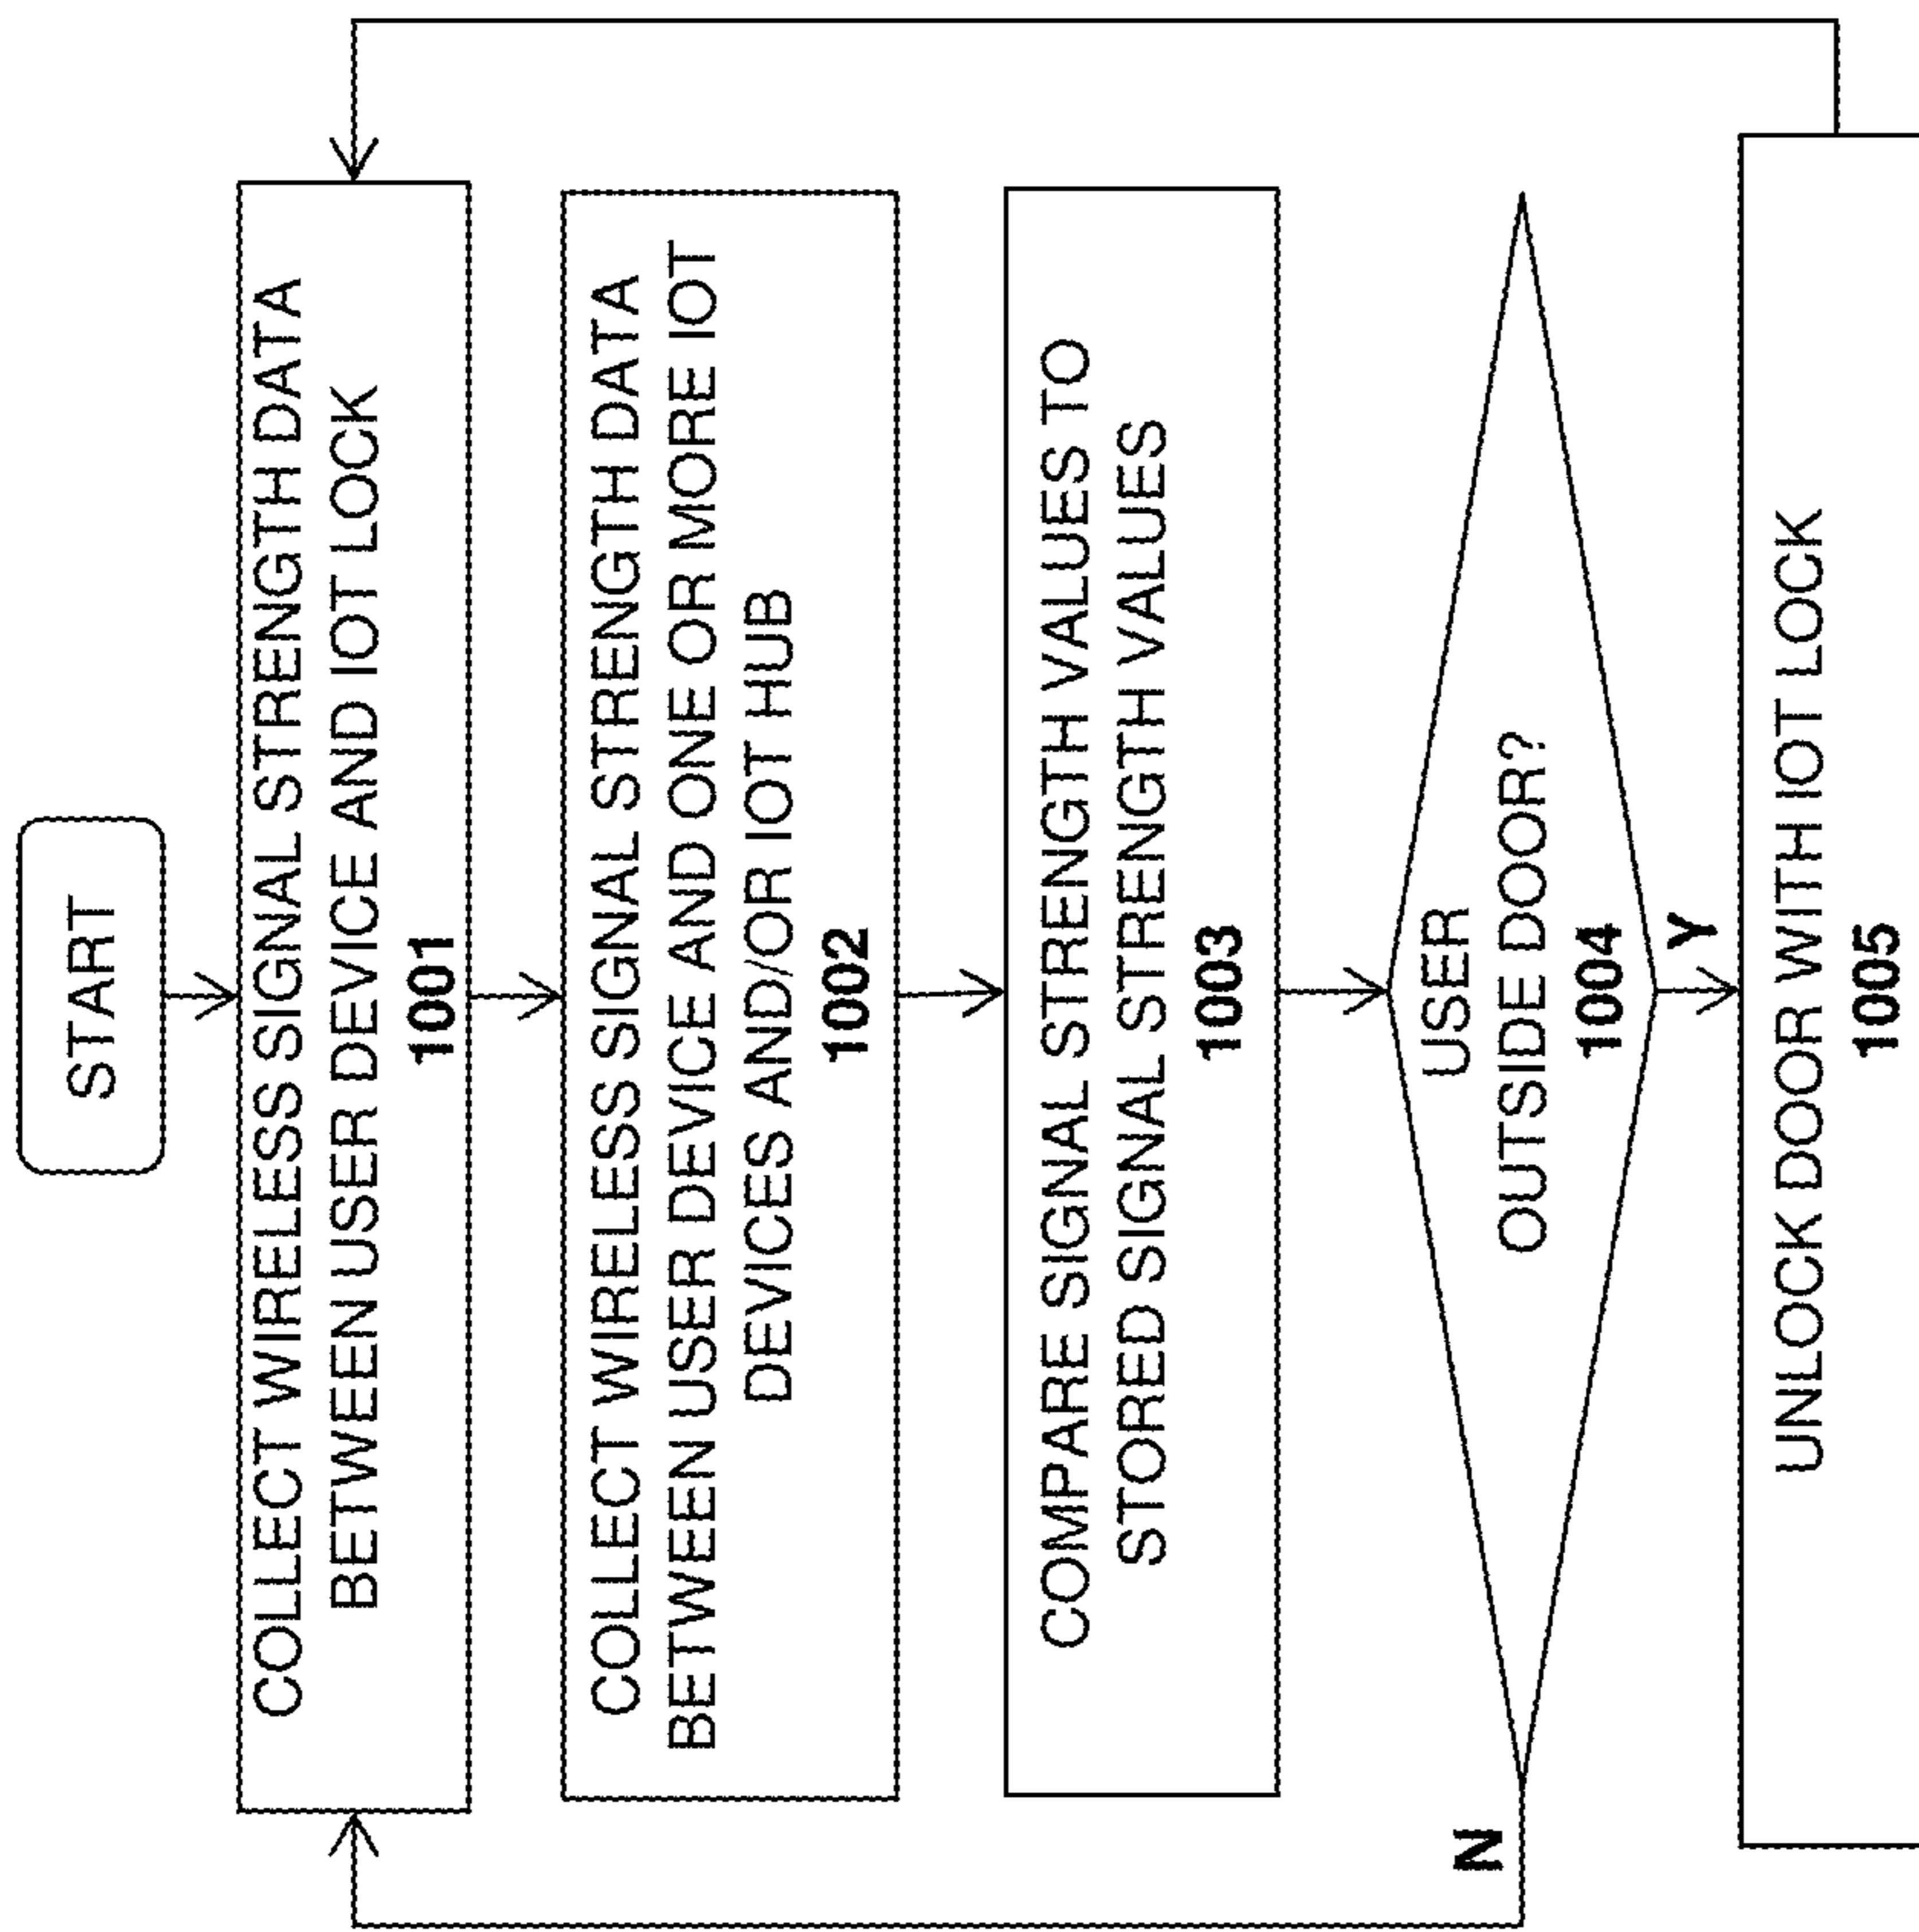 START
COLLECT WIRELESS SIGNAL STRENGTH DATA
BETWEEN USER DEVICE AND IOT LOCK
1001
COLLECT WIRELESS SIGNAL STRENGTH DATA
BETWEEN USER DEVICE AND ONE OR MORE IOT
DEVICES AND/OR IOT HUB
1002
COMPARE SIGNAL STRENGTH VALUES TO
STORED SIGNAL STRENGTH VALUES
1003
USER
OUTSIDE DOOR?
1004
N
Y
UNLOCK DOOR WITH IOT LOCK
1005